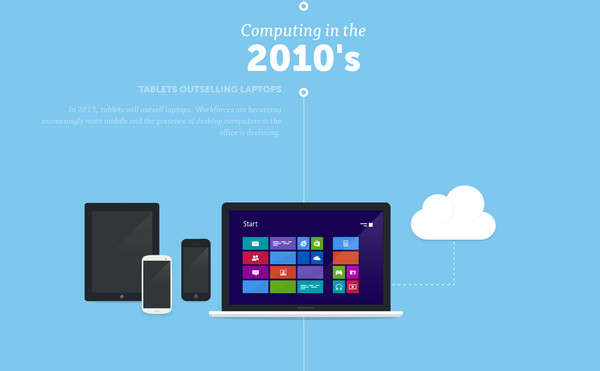 Computing in the
2010's
TABLETS OUTSELLING LAPTOPS
In 2013, tablets will outsell laptops. Workforces are becoming
increasingly more mobile and the presence of desktop computers in the
office is declining.
Start